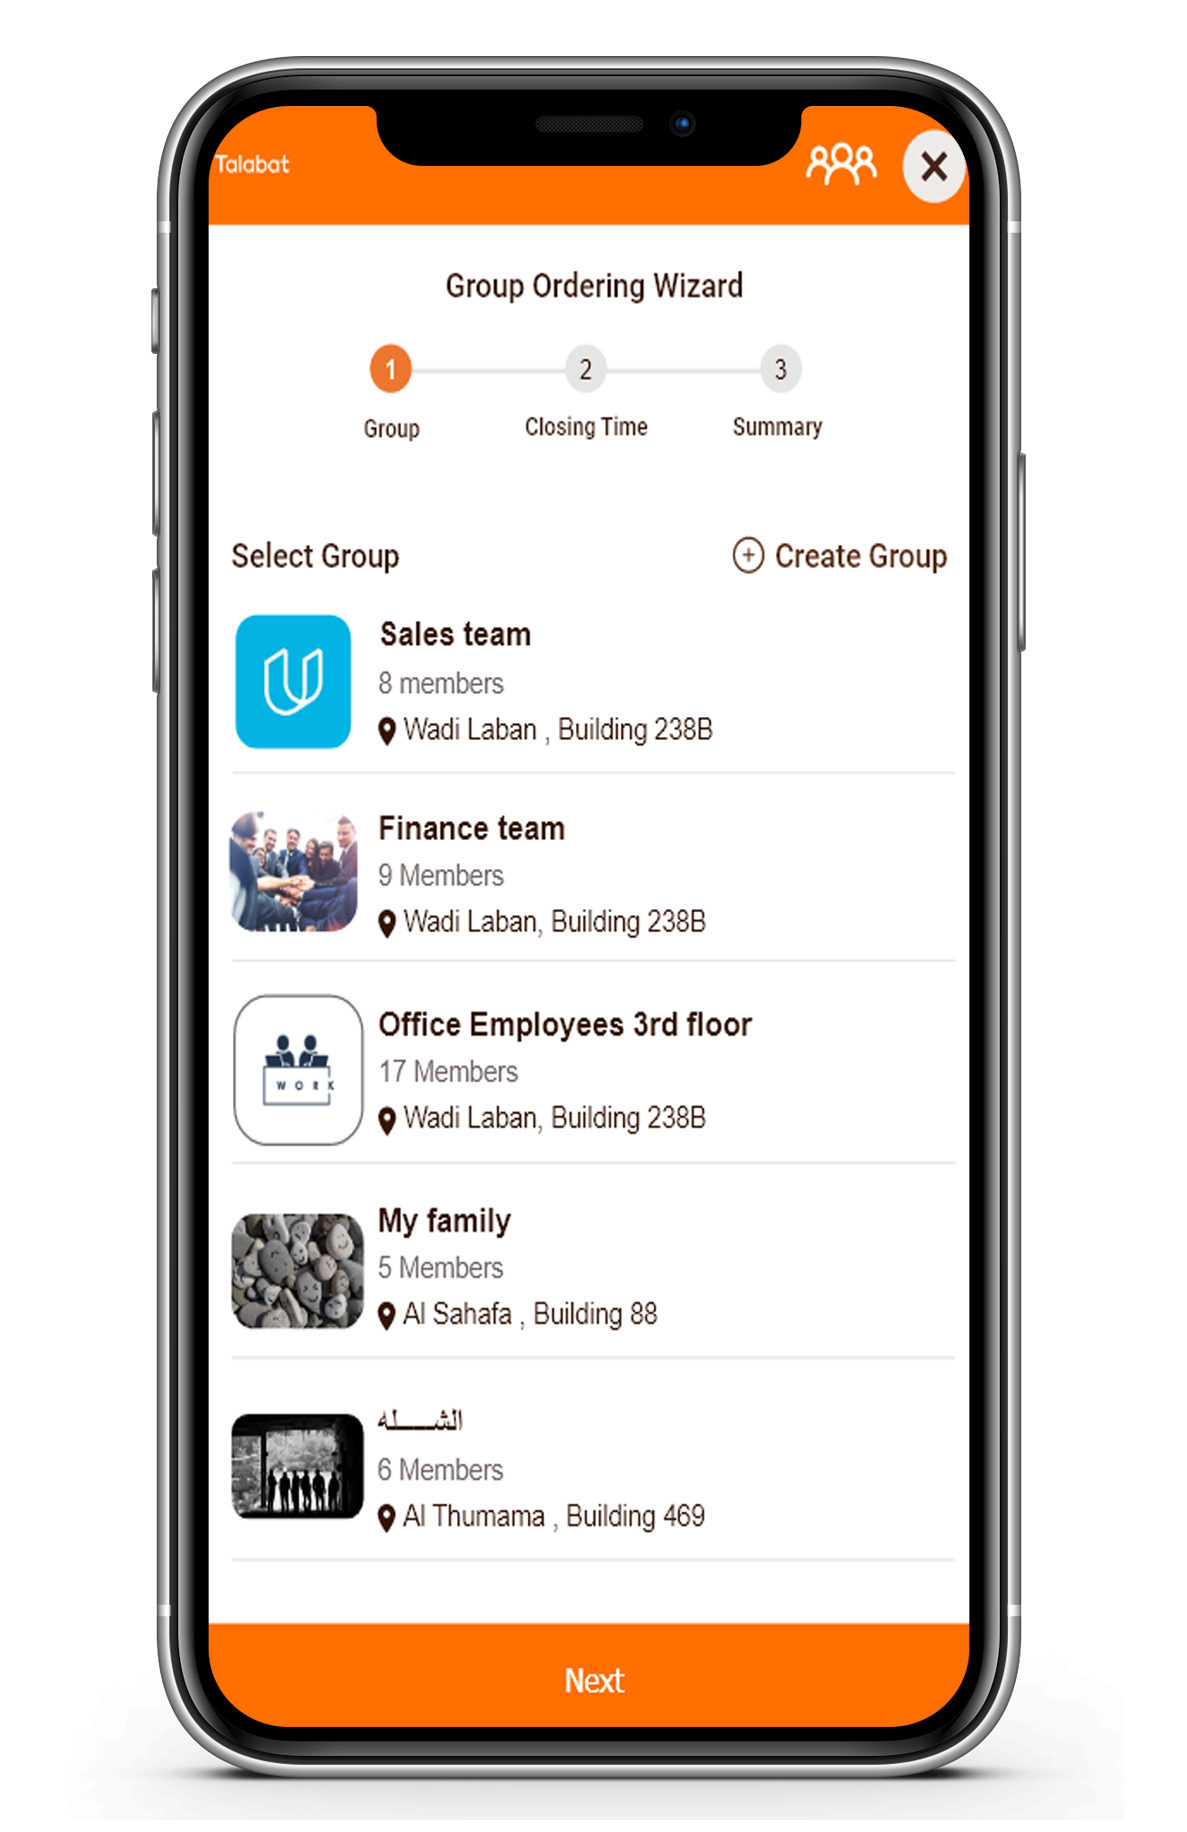 Talabat
Group Ordering Wizard
1 2 3
Group Closing Time Summary
Select Group Create Group
Sales team
8 members
Wadi Laban , Building 238B
Finance team
9 Members
Wadi Laban, Building 238B
Office Employees 3rd floor
WORK
17 Members
Wadi Laban, Building 238B
My family
5 Members
Al Sahafa , Building 88
الشـــلـه
6 Members
Al Thumama , Building 469
Next